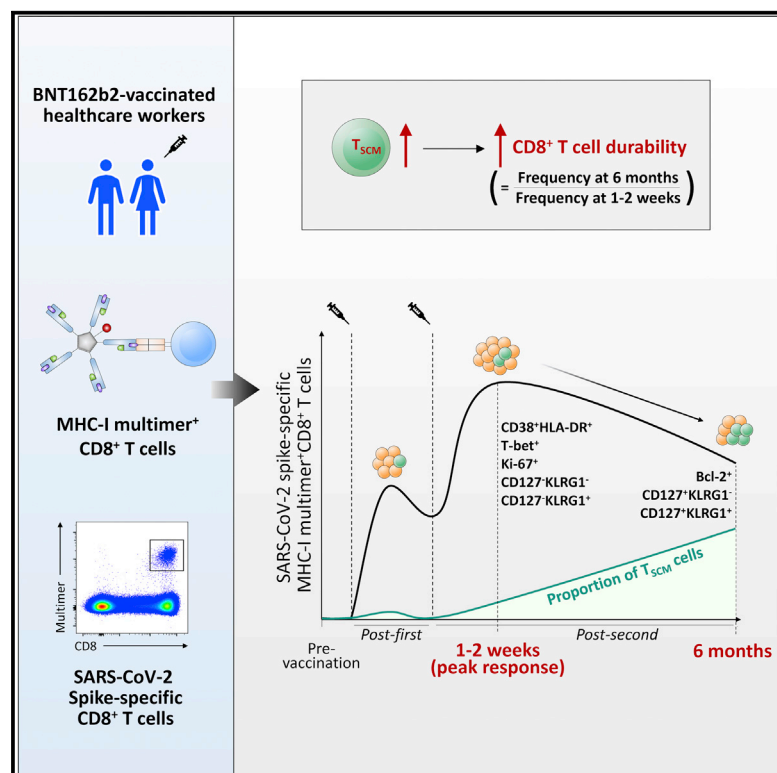 BNT162b2-vaccinated
healthcare workers
MHC-I multimer⁺
CD8⁺ T cells
Multimer
CD8
SARS-CoV-2
Spike-specific
CD8⁺ T cells
T_SCM
CD8⁺ T cell durability
( = Frequency at 6 months
Frequency at 1-2 weeks )
SARS-CoV-2 spike-specific
MHC-I multimer⁺CD8⁺ T cells
CD38⁺HLA-DR⁺
T-bet⁺
Ki-67⁺
CD127⁻KLRG1⁻
CD127⁻KLRG1⁺
Bcl-2⁺
CD127⁺KLRG1⁻
CD127⁺KLRG1⁺
Proportion of T_SCM cells
Pre-
vaccination
Post-first
Post-second
1-2 weeks
(peak response)
6 months